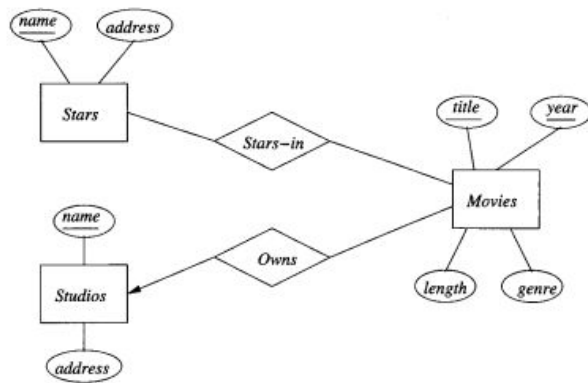 name
address
Stars
Stars-in
title
year
Movies
name
Owns
Studios
length
genre
address